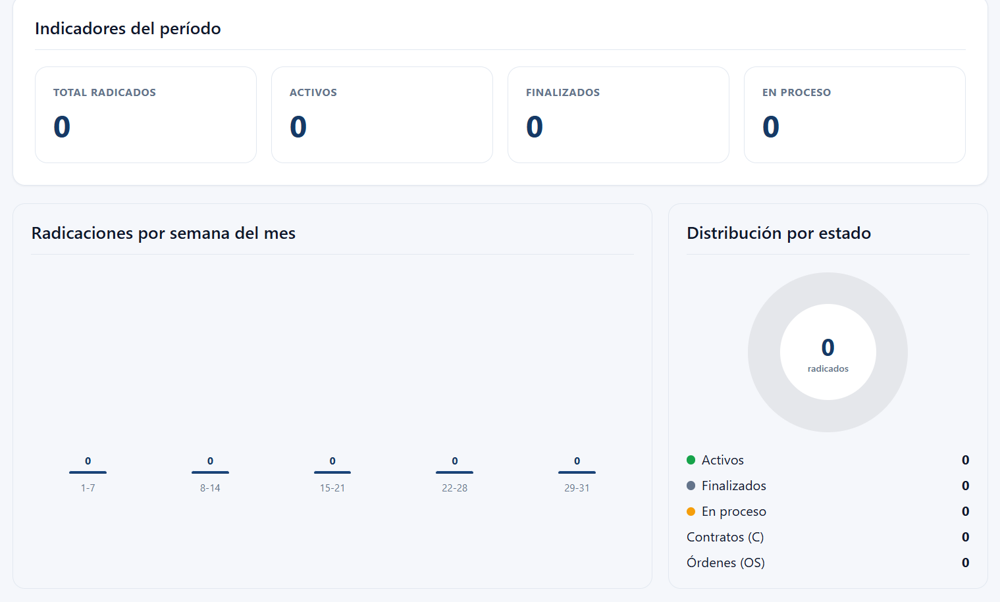 Indicadores del período
TOTAL RADICADOS
0
ACTIVOS
0
FINALIZADOS
0
EN PROCESO
0
Radicaciones por semana del mes
0
1-7
0
8-14
0
15-21
0
22-28
0
29-31
Distribución por estado
0
radicados
Activos 0
Finalizados 0
En proceso 0
Contratos (C) 0
Órdenes (OS) 0